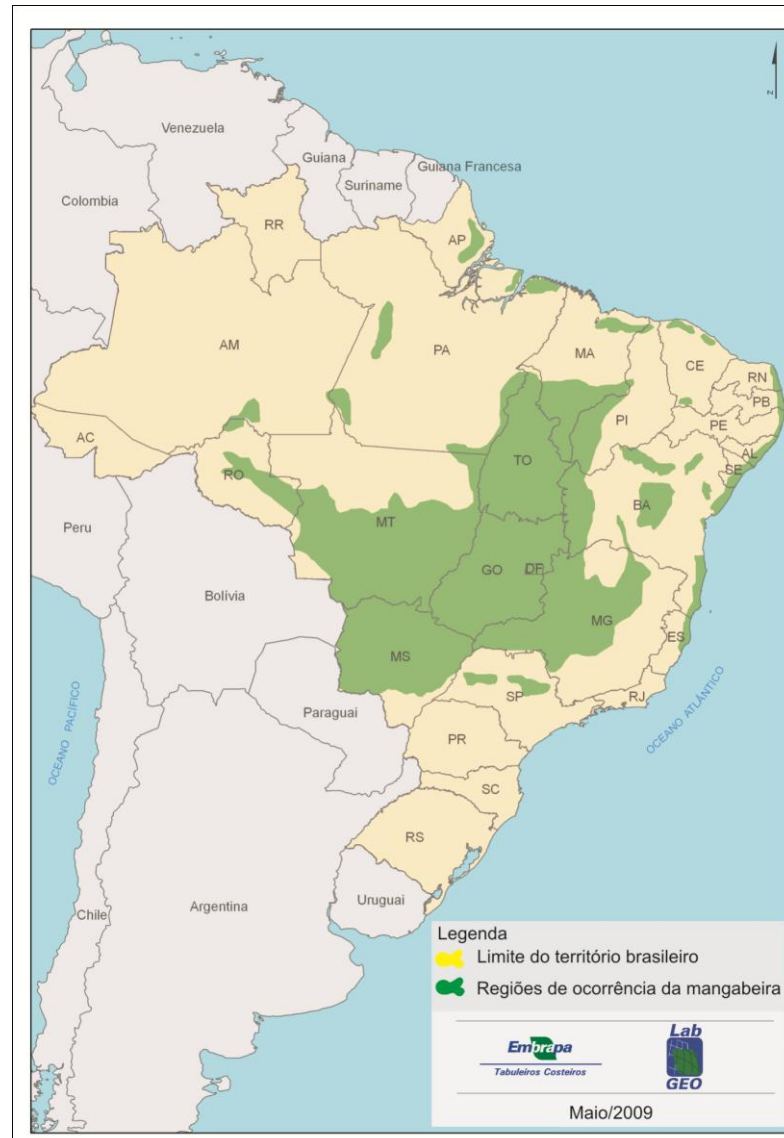 N
Venezuela
Guiana
Suriname
Guiana Francesa
Colombia
RR
AP
AM
PA
MA
CE
RN
PB
PI
PE
AL
SE
AC
RO
TO
BA
Peru
MT
GO
DF
Bolívia
MG
ES
MS
SP
RJ
Paraguai
PR
SC
RS
OCEANO PACÍFICO
OCEANO ATLÂNTICO
Chile
Argentina
Uruguai
Legenda
Limite do território brasileiro
Regiões de ocorrência da mangabeira
Embrapa
Tabuleiros Costeiros
Lab
GEO
Maio/2009